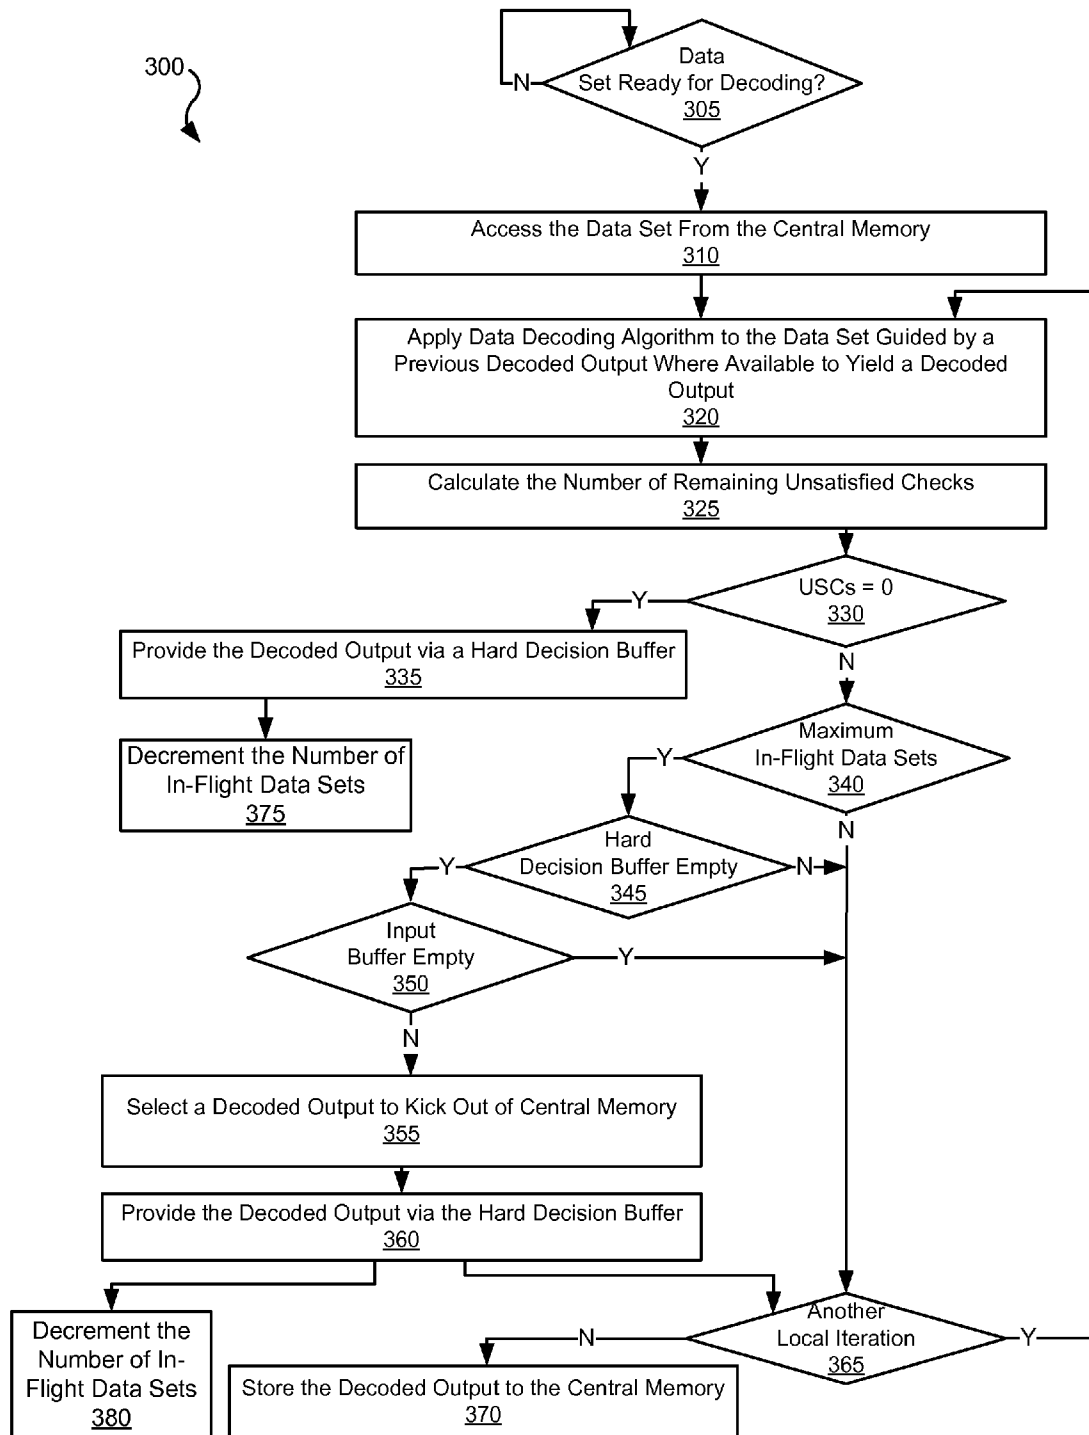 300
Data
Set Ready for Decoding?
305
N
Y
Access the Data Set From the Central Memory
310
Apply Data Decoding Algorithm to the Data Set Guided by a
Previous Decoded Output Where Available to Yield a Decoded
Output
320
Calculate the Number of Remaining Unsatisfied Checks
325
USCs = 0
330
Y
N
Provide the Decoded Output via a Hard Decision Buffer
335
Decrement the Number of
In-Flight Data Sets
375
Maximum
In-Flight Data Sets
340
Y
N
Hard
Decision Buffer Empty
345
Y
N
Input
Buffer Empty
350
Y
N
Select a Decoded Output to Kick Out of Central Memory
355
Provide the Decoded Output via the Hard Decision Buffer
360
Decrement the
Number of In-
Flight Data Sets
380
Another
Local Iteration
365
N
Y
Store the Decoded Output to the Central Memory
370